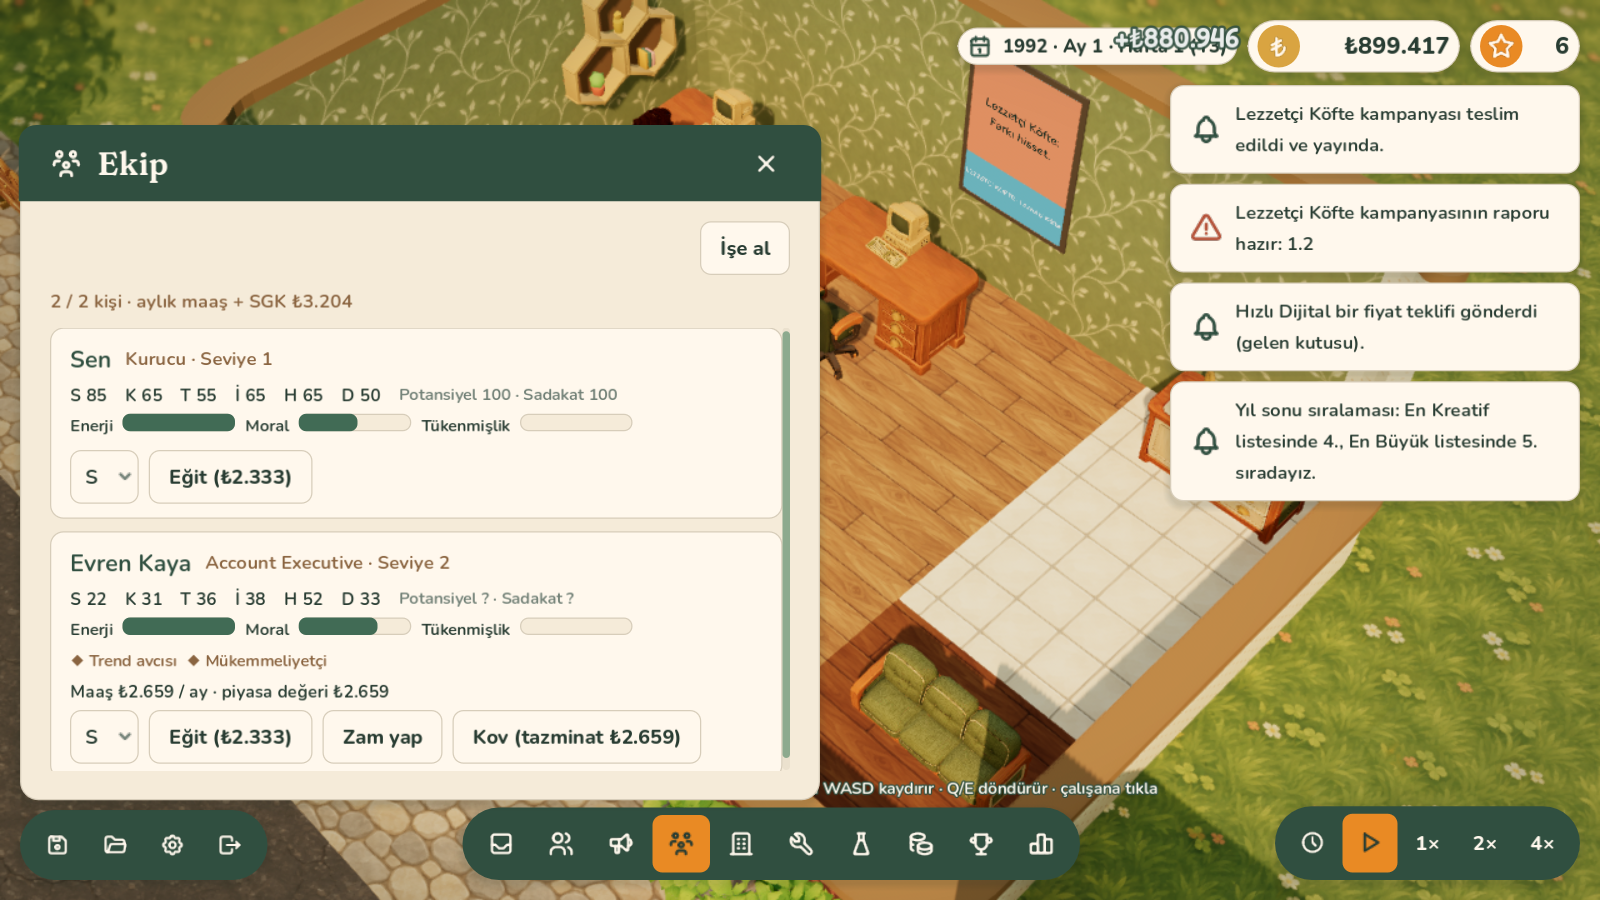 1992 · Ay 1 ·
+₺880.946
₺899.417
6
Lezzetçi Köfte kampanyası teslim
edildi ve yayında.
Lezzetçi Köfte kampanyasının raporu
hazır: 1.2
Hızlı Dijital bir fiyat teklifi gönderdi
(gelen kutusu).
Yıl sonu sıralaması: En Kreatif
listesinde 4., En Büyük listesinde 5.
sıradayız.
Lezzetçi Köfte:
Farkı hisset.
Ekip
İşe al
2 / 2 kişi · aylık maaş + SGK ₺3.204
Sen Kurucu · Seviye 1
S 85 K 65 T 55 İ 65 H 65 D 50 Potansiyel 100 · Sadakat 100
Enerji Moral Tükenmişlik
S Eğit (₺2.333)
Evren Kaya Account Executive · Seviye 2
S 22 K 31 T 36 İ 38 H 52 D 33 Potansiyel ? · Sadakat ?
Enerji Moral Tükenmişlik
◆ Trend avcısı ◆ Mükemmeliyetçi
Maaş ₺2.659 / ay · piyasa değeri ₺2.659
S Eğit (₺2.333) Zam yap Kov (tazminat ₺2.659)
WASD kaydırır · Q/E döndürür · çalışana tıkla
1× 2× 4×